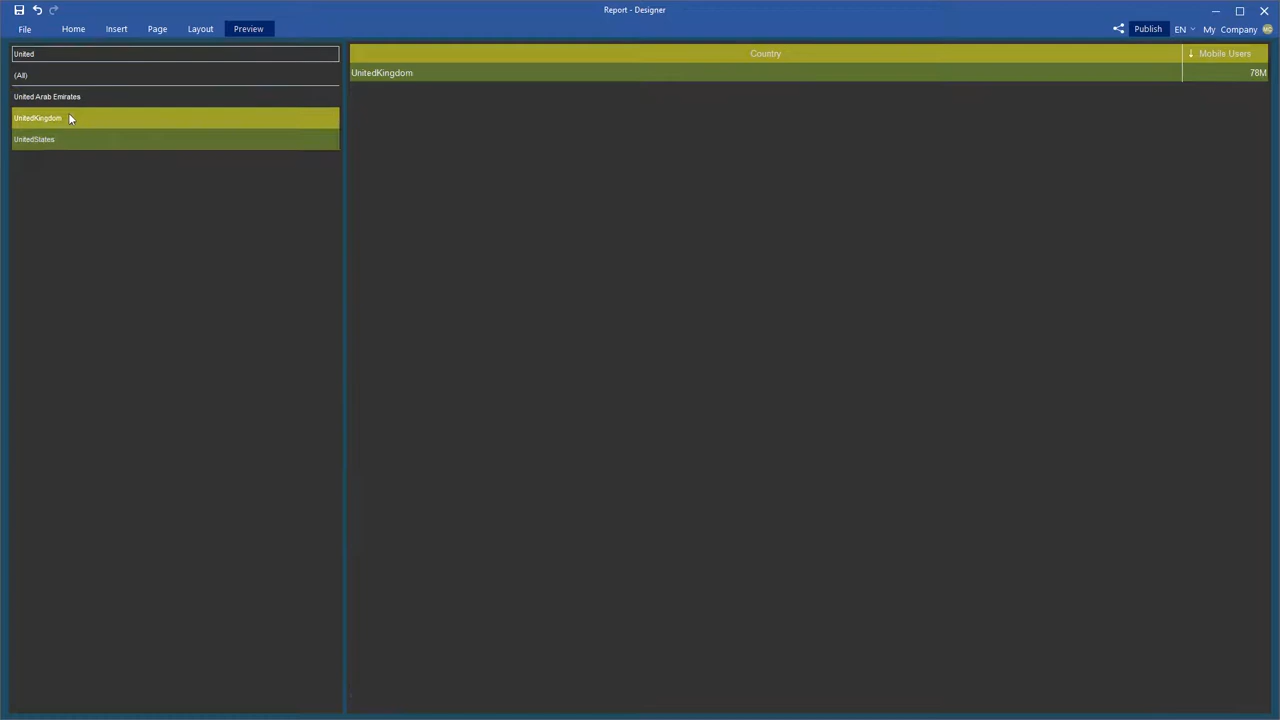 Report - Designer
File Home Insert Page Layout Preview Publish EN My Company
United
Country ↓ Mobile Users
UnitedKingdom 78M
(All)
United Arab Emirates
UnitedKingdom
UnitedStates